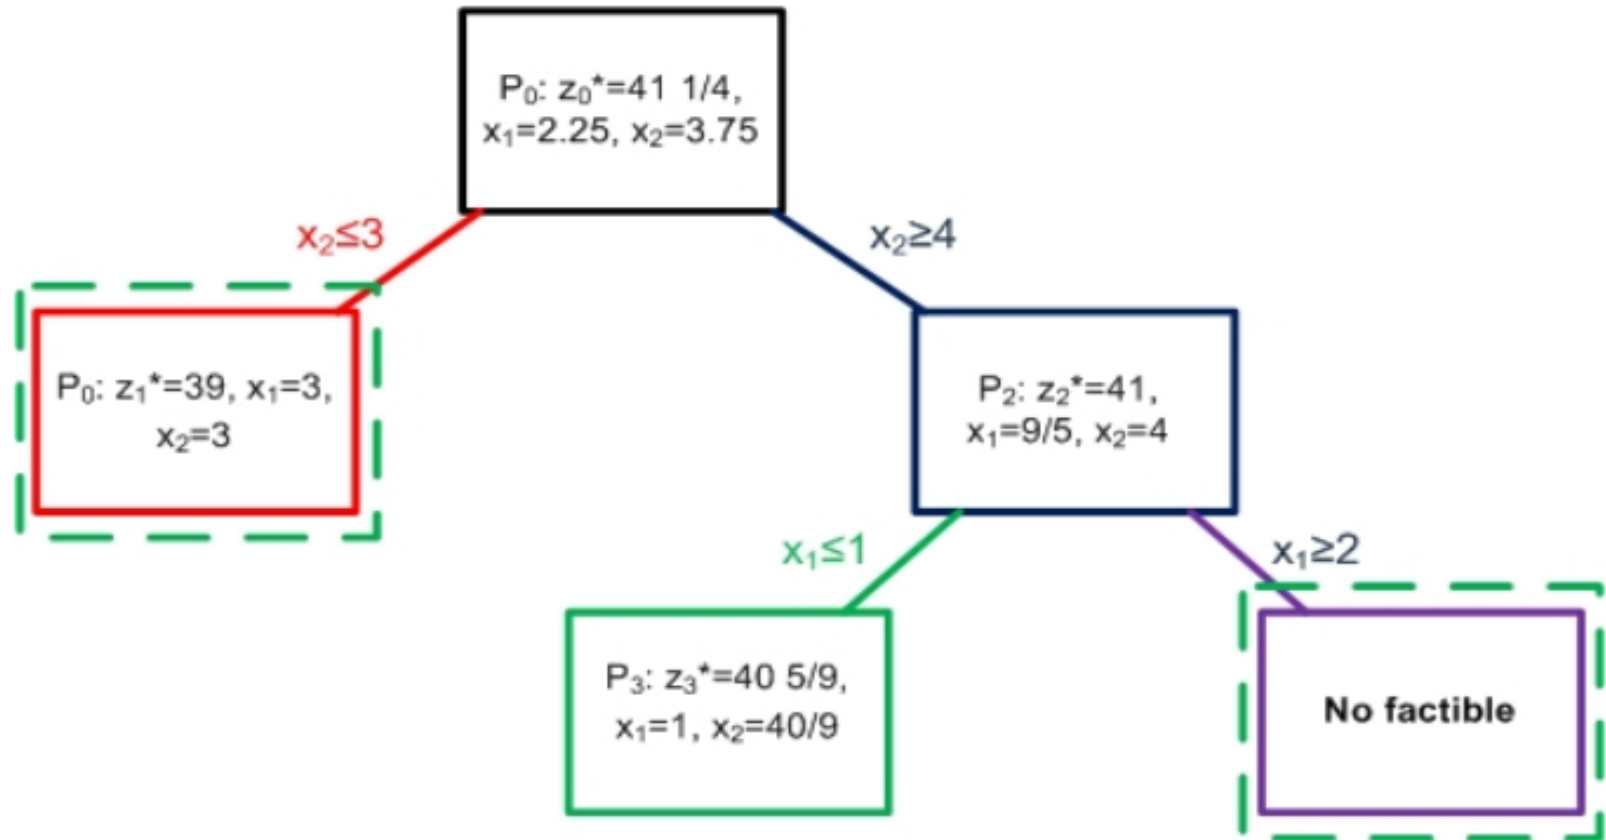 P₀: z₀*=41 1/4,
x₁=2.25, x₂=3.75
x₂≤3
x₂≥4
P₀: z₁*=39, x₁=3,
x₂=3
P₂: z₂*=41,
x₁=9/5, x₂=4
x₁≤1
x₁≥2
P₃: z₃*=40 5/9,
x₁=1, x₂=40/9
No factible